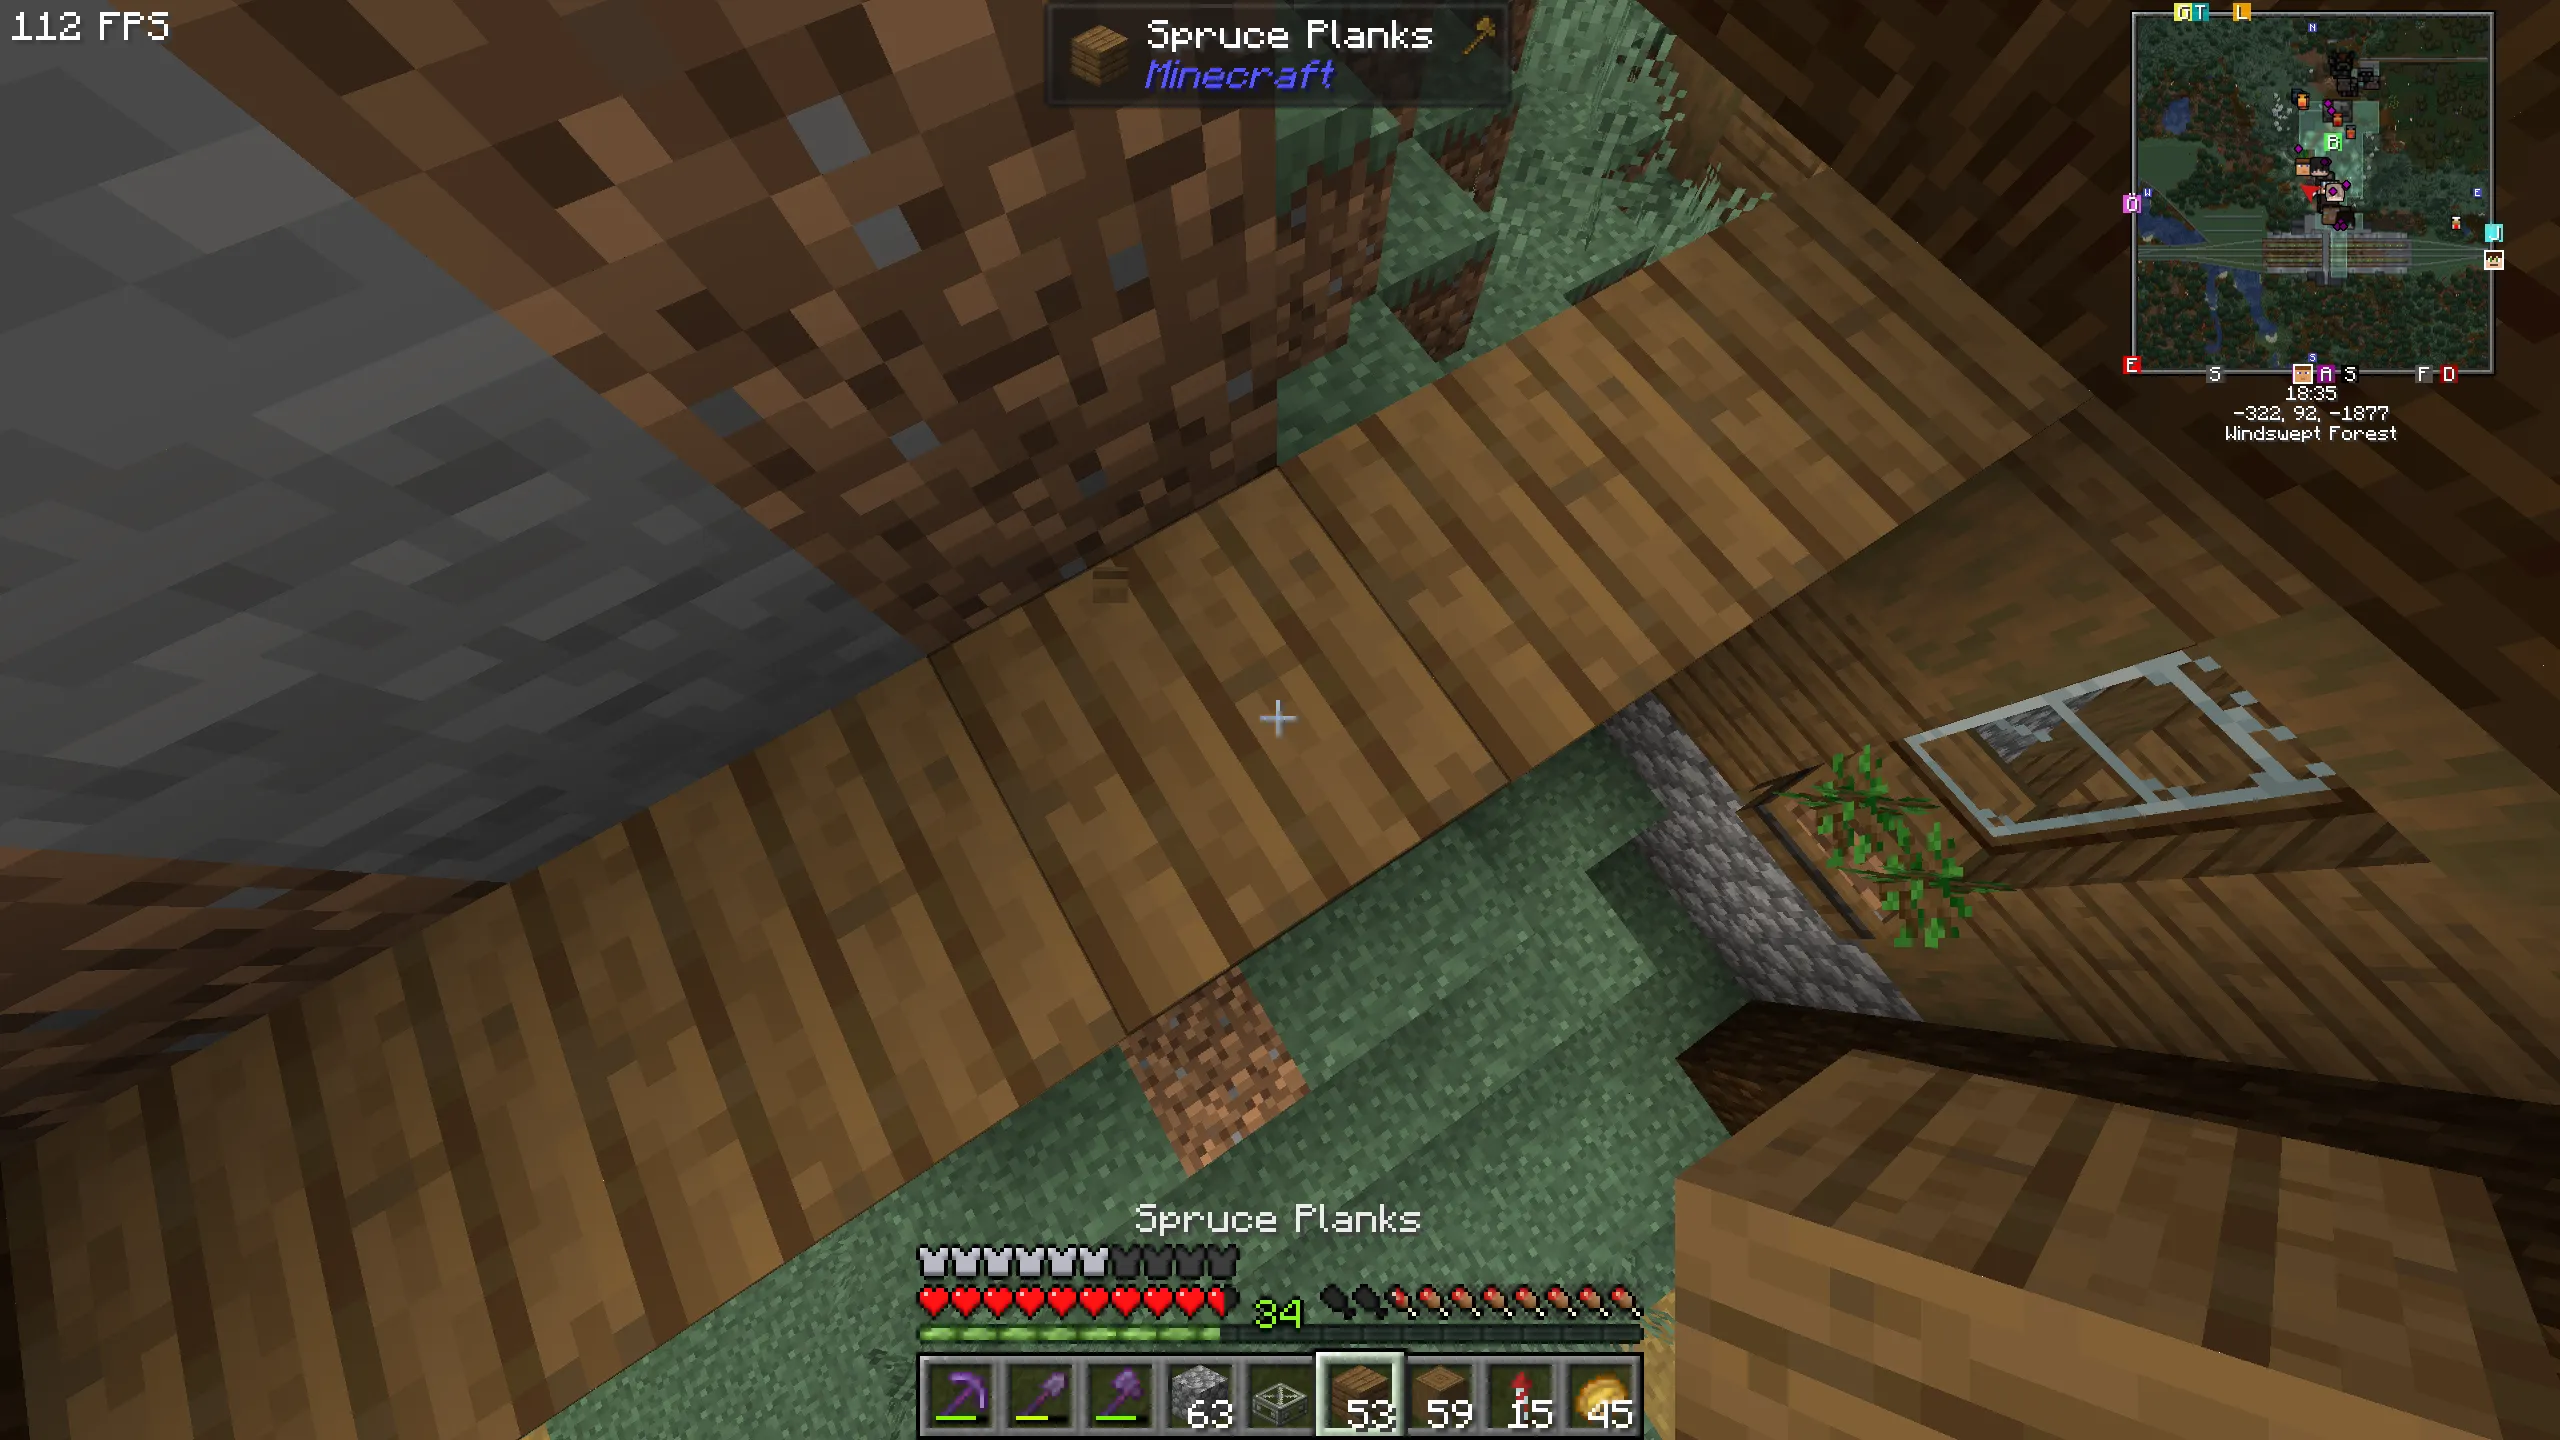 112 FPS
Spruce Planks
Minecraft
G T L
N
B
W E
O
J
E
S
S A S F D
18:35
-322, 92, -1877
Windswept Forest
Spruce Planks
34
63 53 59 15 45